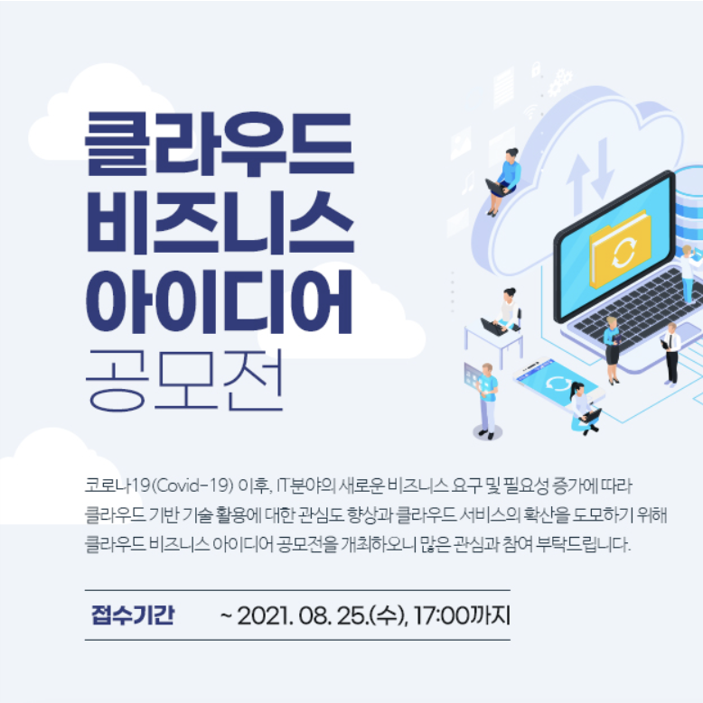 클라우드
비즈니스
아이디어
공모전
코로나19(Covid-19) 이후, IT분야의 새로운 비즈니스 요구 및 필요성 증가에 따라
클라우드 기반 기술 활용에 대한 관심도 향상과 클라우드 서비스의 확산을 도모하기 위해
클라우드 비즈니스 아이디어 공모전을 개최하오니 많은 관심과 참여 부탁드립니다.
접수기간 ~ 2021. 08. 25.(수), 17:00까지